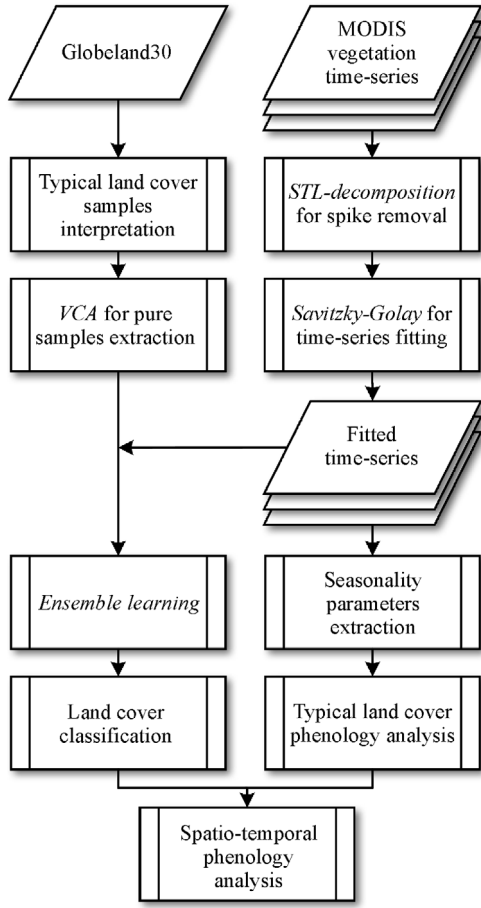 Globeland30
MODIS
vegetation
time-series
Typical land cover
samples
interpretation
STL-decomposition
for spike removal
VCA for pure
samples extraction
Savitzky-Golay for
time-series fitting
Fitted
time-series
Ensemble learning
Seasonality
parameters
extraction
Land cover
classification
Typical land cover
phenology analysis
Spatio-temporal
phenology
analysis